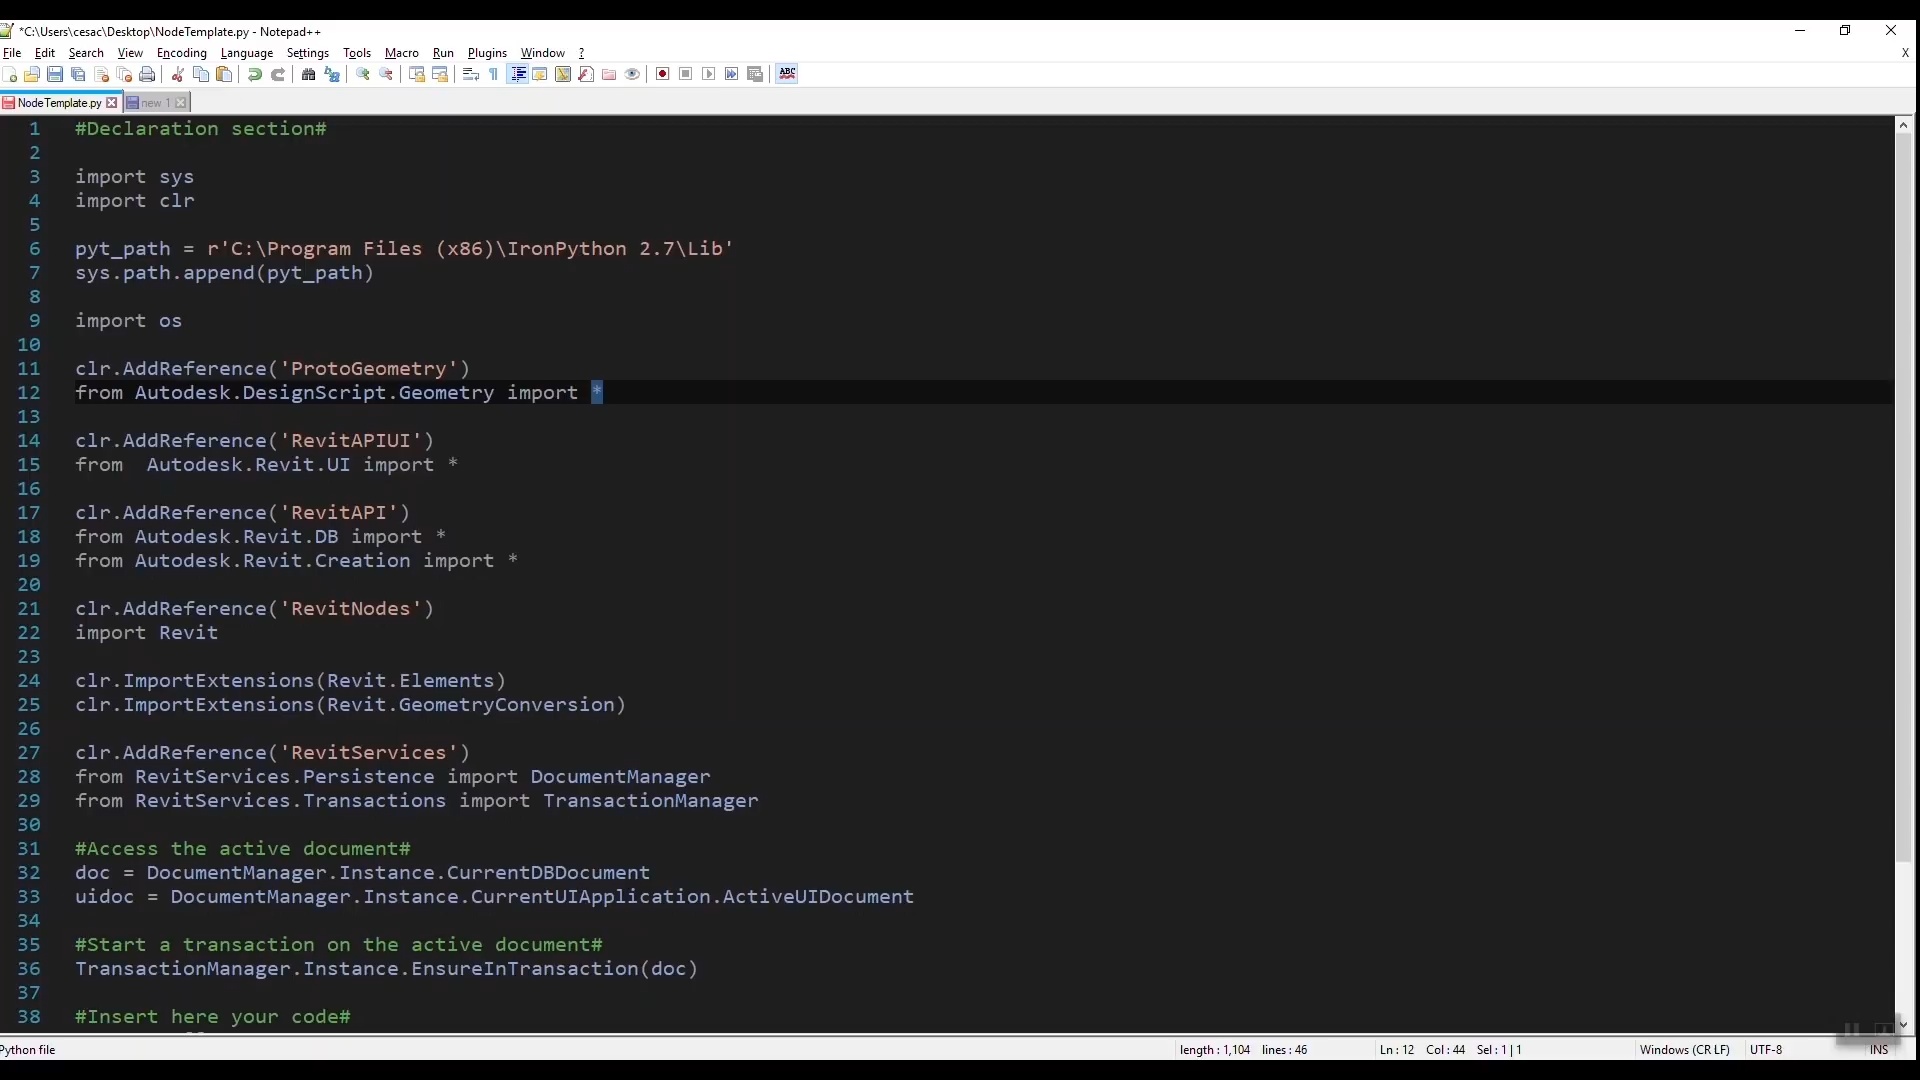 *C:\Users\cesac\Desktop\NodeTemplate.py - Notepad++
File Edit Search View Encoding Language Settings Tools Macro Run Plugins Window ? X
ABC
NodeTemplate.py new 1
1 #Declaration section#
2
3 import sys
4 import clr
5
6 pyt_path = r'C:\Program Files (x86)\IronPython 2.7\Lib'
7 sys.path.append(pyt_path)
8
9 import os
10
11 clr.AddReference('ProtoGeometry')
12 from Autodesk.DesignScript.Geometry import *
13
14 clr.AddReference('RevitAPIUI')
15 from  Autodesk.Revit.UI import *
16
17 clr.AddReference('RevitAPI')
18 from Autodesk.Revit.DB import *
19 from Autodesk.Revit.Creation import *
20
21 clr.AddReference('RevitNodes')
22 import Revit
23
24 clr.ImportExtensions(Revit.Elements)
25 clr.ImportExtensions(Revit.GeometryConversion)
26
27 clr.AddReference('RevitServices')
28 from RevitServices.Persistence import DocumentManager
29 from RevitServices.Transactions import TransactionManager
30
31 #Access the active document#
32 doc = DocumentManager.Instance.CurrentDBDocument
33 uidoc = DocumentManager.Instance.CurrentUIApplication.ActiveUIDocument
34
35 #Start a transaction on the active document#
36 TransactionManager.Instance.EnsureInTransaction(doc)
37
38 #Insert here your code#
Python file length : 1,104 lines : 46 Ln : 12 Col : 44 Sel : 1 | 1 Windows (CR LF) UTF-8 INS